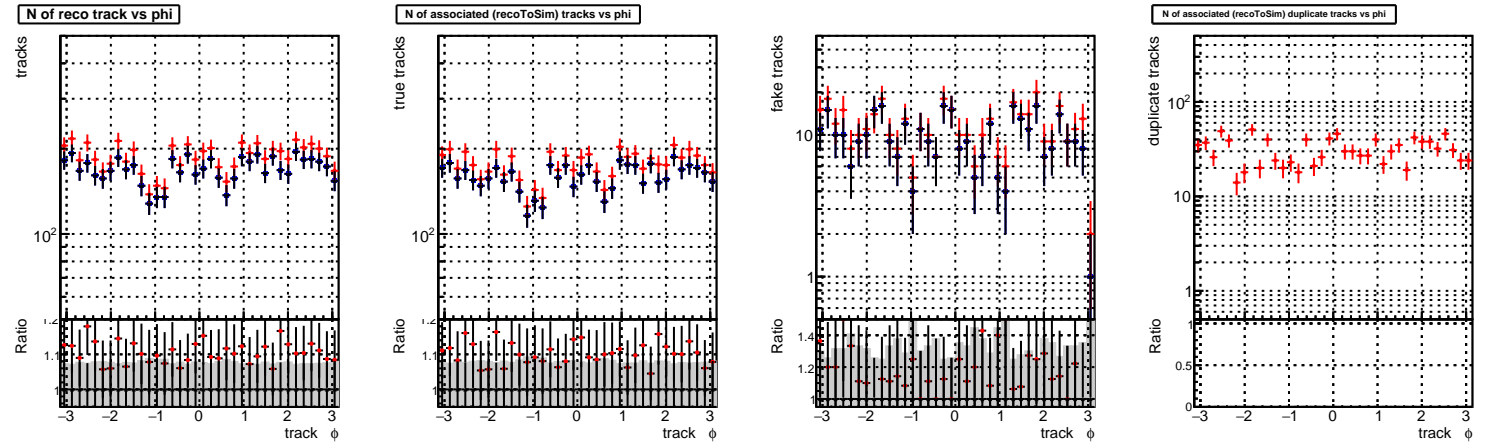 N of reco track vs phi
tracks
10²
Ratio
1.2
1.1
1
−3 −2 −1 0 1 2 3
track φ
N of associated (recoToSim) tracks vs phi
true tracks
10²
Ratio
1.2
1.1
1
−3 −2 −1 0 1 2 3
track φ
fake tracks
10
1
Ratio
1.4
1.2
1
−3 −2 −1 0 1 2 3
track φ
N of associated (recoToSim) duplicate tracks vs phi
duplicate tracks
10²
10
1
Ratio
1
0.5
0
−3 −2 −1 0 1 2 3
track φ